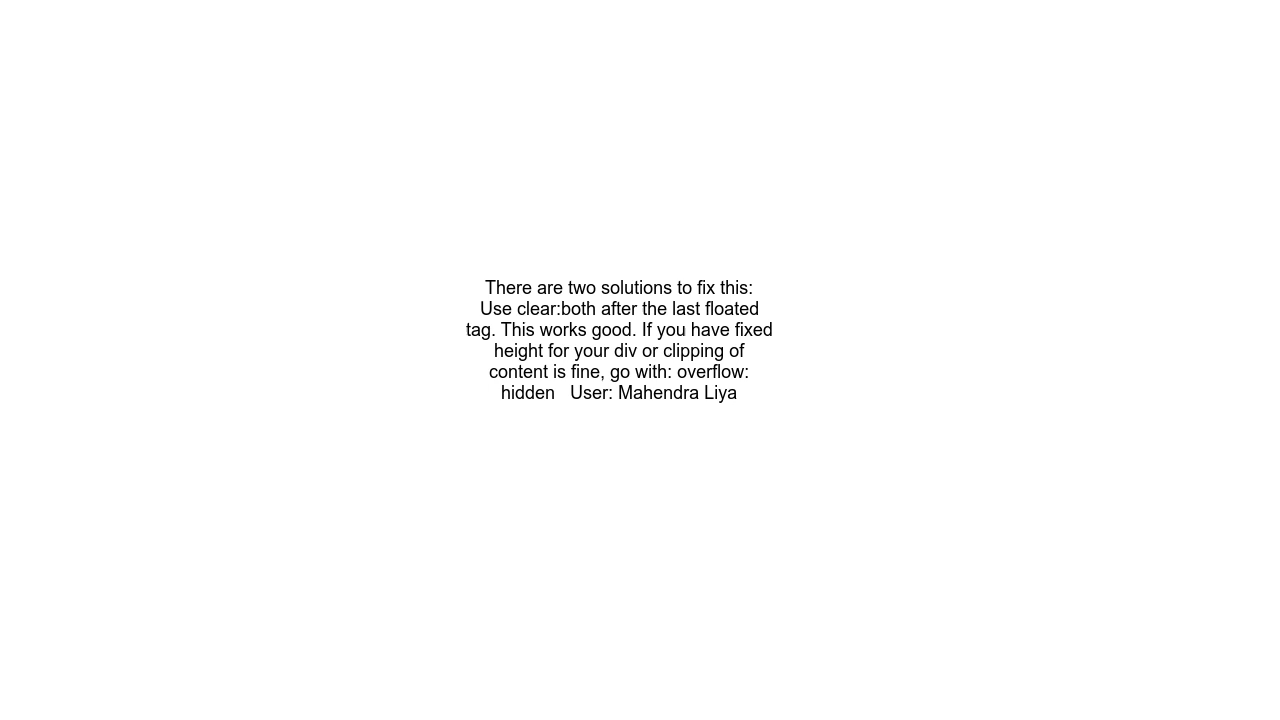 There are two solutions to fix this:
Use clear:both after the last floated
tag. This works good. If you have fixed
height for your div or clipping of
content is fine, go with: overflow:
hidden   User: Mahendra Liya